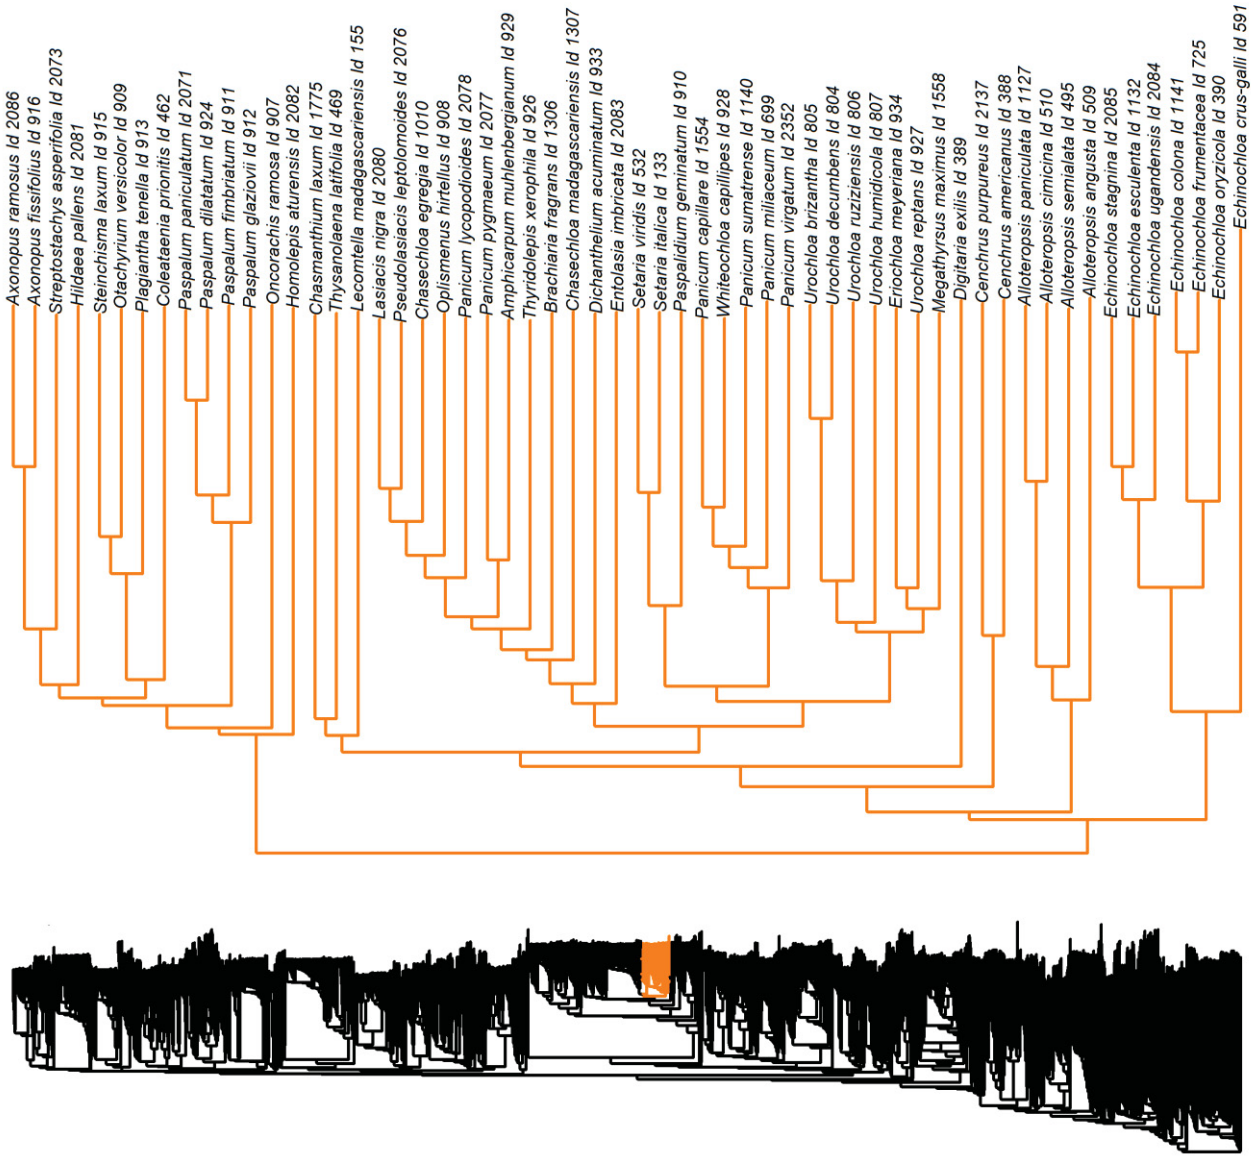 Axonopus ramosus Id 2086
Axonopus fissifolius Id 916
Streptostachys asperifolia Id 2073
Hildaea pallens Id 2081
Steinchisma laxum Id 915
Otachyrium versicolor Id 909
Plagiantha tenella Id 913
Coleataenia prionitis Id 462
Paspalum paniculatum Id 2071
Paspalum dilatatum Id 924
Paspalum fimbriatum Id 911
Paspalum glaziovii Id 912
Oncorachis ramosa Id 907
Homolepis aturensis Id 2082
Chasmanthium laxum Id 1775
Thysanolaena latifolia Id 469
Lecomtella madagascariensis Id 155
Lasiacis nigra Id 2080
Pseudolasiacis leptolomoides Id 2076
Chasechloa egregia Id 1010
Oplismenus hirtellus Id 908
Panicum lycopodioides Id 2078
Panicum pygmaeum Id 2077
Amphicarpum muhlenbergianum Id 929
Thyridolepis xerophila Id 926
Brachiaria fragrans Id 1306
Chasechloa madagascariensis Id 1307
Dichanthelium acuminatum Id 933
Entolasia imbricata Id 2083
Setaria viridis Id 532
Setaria italica Id 133
Paspalidium geminatum Id 910
Panicum capillare Id 1554
Whiteochloa capillipes Id 928
Panicum sumatrense Id 1140
Panicum miliaceum Id 699
Panicum virgatum Id 2352
Urochloa brizantha Id 805
Urochloa decumbens Id 804
Urochloa ruziziensis Id 806
Urochloa humidicola Id 807
Eriochloa meyeriana Id 934
Urochloa reptans Id 927
Megathyrsus maximus Id 1558
Digitaria exilis Id 389
Cenchrus purpureus Id 2137
Cenchrus americanus Id 388
Alloteropsis paniculata Id 1127
Alloteropsis cimicina Id 510
Alloteropsis semialata Id 495
Alloteropsis angusta Id 509
Echinochloa stagnina Id 2085
Echinochloa esculenta Id 1132
Echinochloa ugandensis Id 2084
Echinochloa colona Id 1141
Echinochloa frumentacea Id 725
Echinochloa oryzicola Id 390
Echinochloa crus-galli Id 591